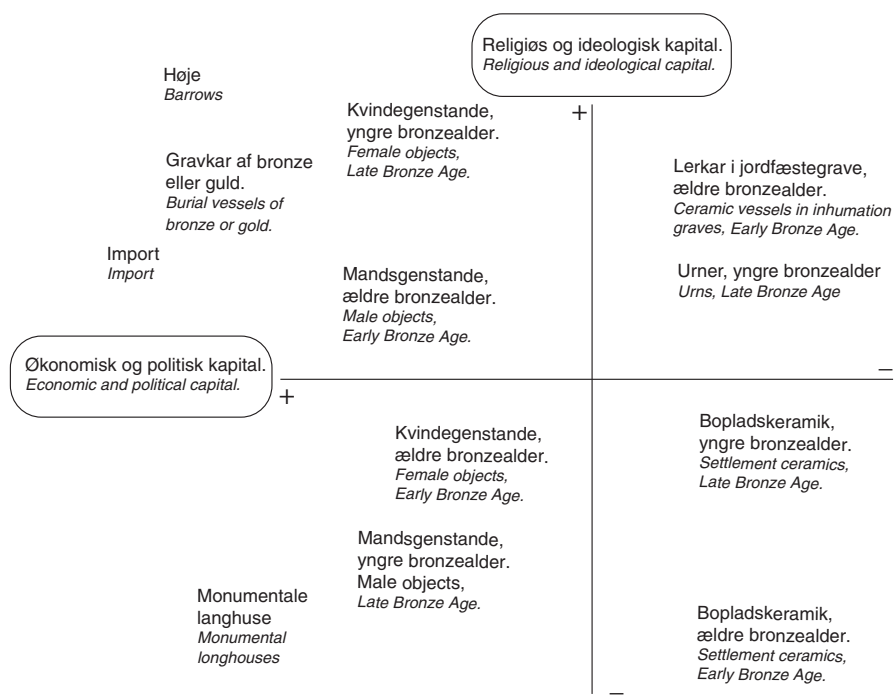 Religiøs og ideologisk kapital.
Religious and ideological capital.
Høje
Barrows
Kvindegenstande,
yngre bronzealder.
Female objects,
Late Bronze Age.
+
Gravkar af bronze
eller guld.
Burial vessels of
bronze or gold.
Lerkar i jordfæstegrave,
ældre bronzealder.
Ceramic vessels in inhumation
graves, Early Bronze Age.
Import
Import
Mandsgenstande,
ældre bronzealder.
Male objects,
Early Bronze Age.
Urner, yngre bronzealder
Urns, Late Bronze Age
Økonomisk og politisk kapital.
Economic and political capital.
+
–
Kvindegenstande,
ældre bronzealder.
Female objects,
Early Bronze Age.
Bopladskeramik,
yngre bronzealder.
Settlement ceramics,
Late Bronze Age.
Mandsgenstande,
yngre bronzealder.
Male objects,
Late Bronze Age.
Monumentale
langhuse
Monumental
longhouses
Bopladskeramik,
ældre bronzealder.
Settlement ceramics,
Early Bronze Age.
–